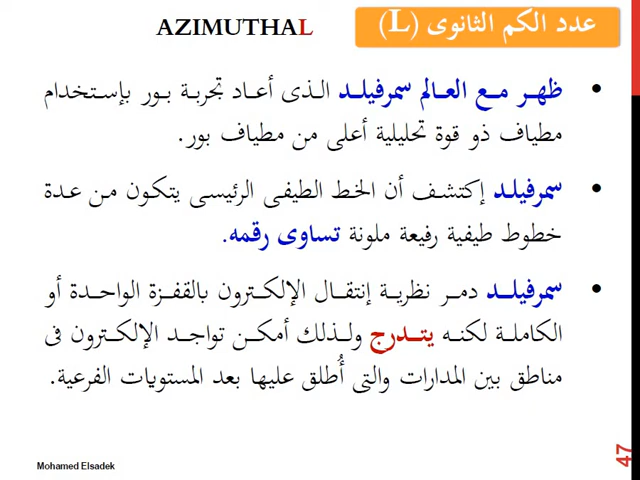 عدد الكم الثانوى (L)
AZIMUTHAL
• ظهر مع العالم سمرفيلد الذى أعاد تجربة بور بإستخدام
مطياف ذو قوة تحليلية أعلى من مطياف بور.
• سمرفيلد إكتشف أن الخط الطيفى الرئيسى يتكون من عدة
خطوط طيفية رفيعة ملونة تساوى رقمه.
• سمرفيلد دمر نظرية إنتقال الإلكترون بالقفزة الواحدة أو
الكاملة لكنه يتدرج ولذلك أمكن تواجد الإلكترون فى
مناطق بين المدارات والتى أُطلق عليها بعد المستويات الفرعية.
Mohamed Elsadek
47